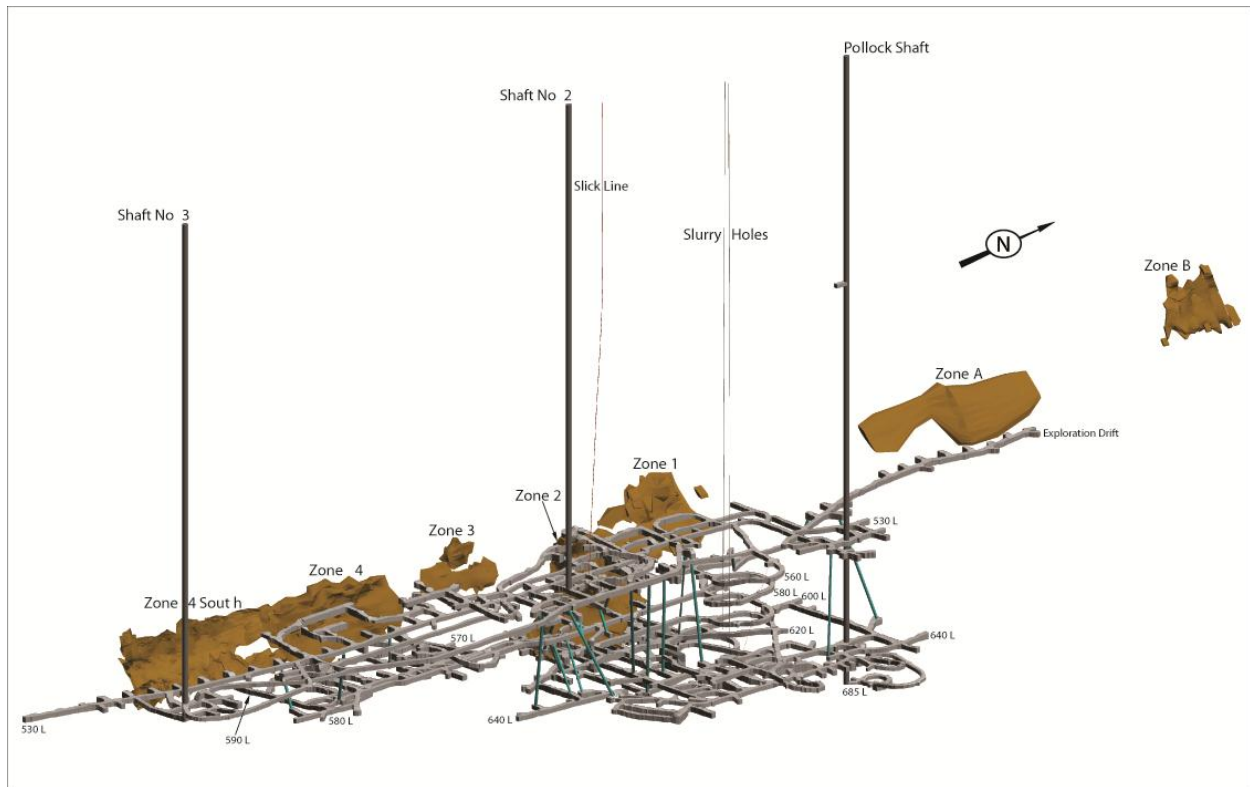 Pollock Shaft
Shaft No 2
Slick Line
Shaft No 3
Slurry Holes
N
Zone B
Zone A
Exploration Drift
Zone 1
Zone 2
530 L
Zone 3
560 L
Zone 4
580 L
600 L
Zone 4 Sout h
620 L
570 L
640 L
685 L
530 L
640 L
580 L
590 L